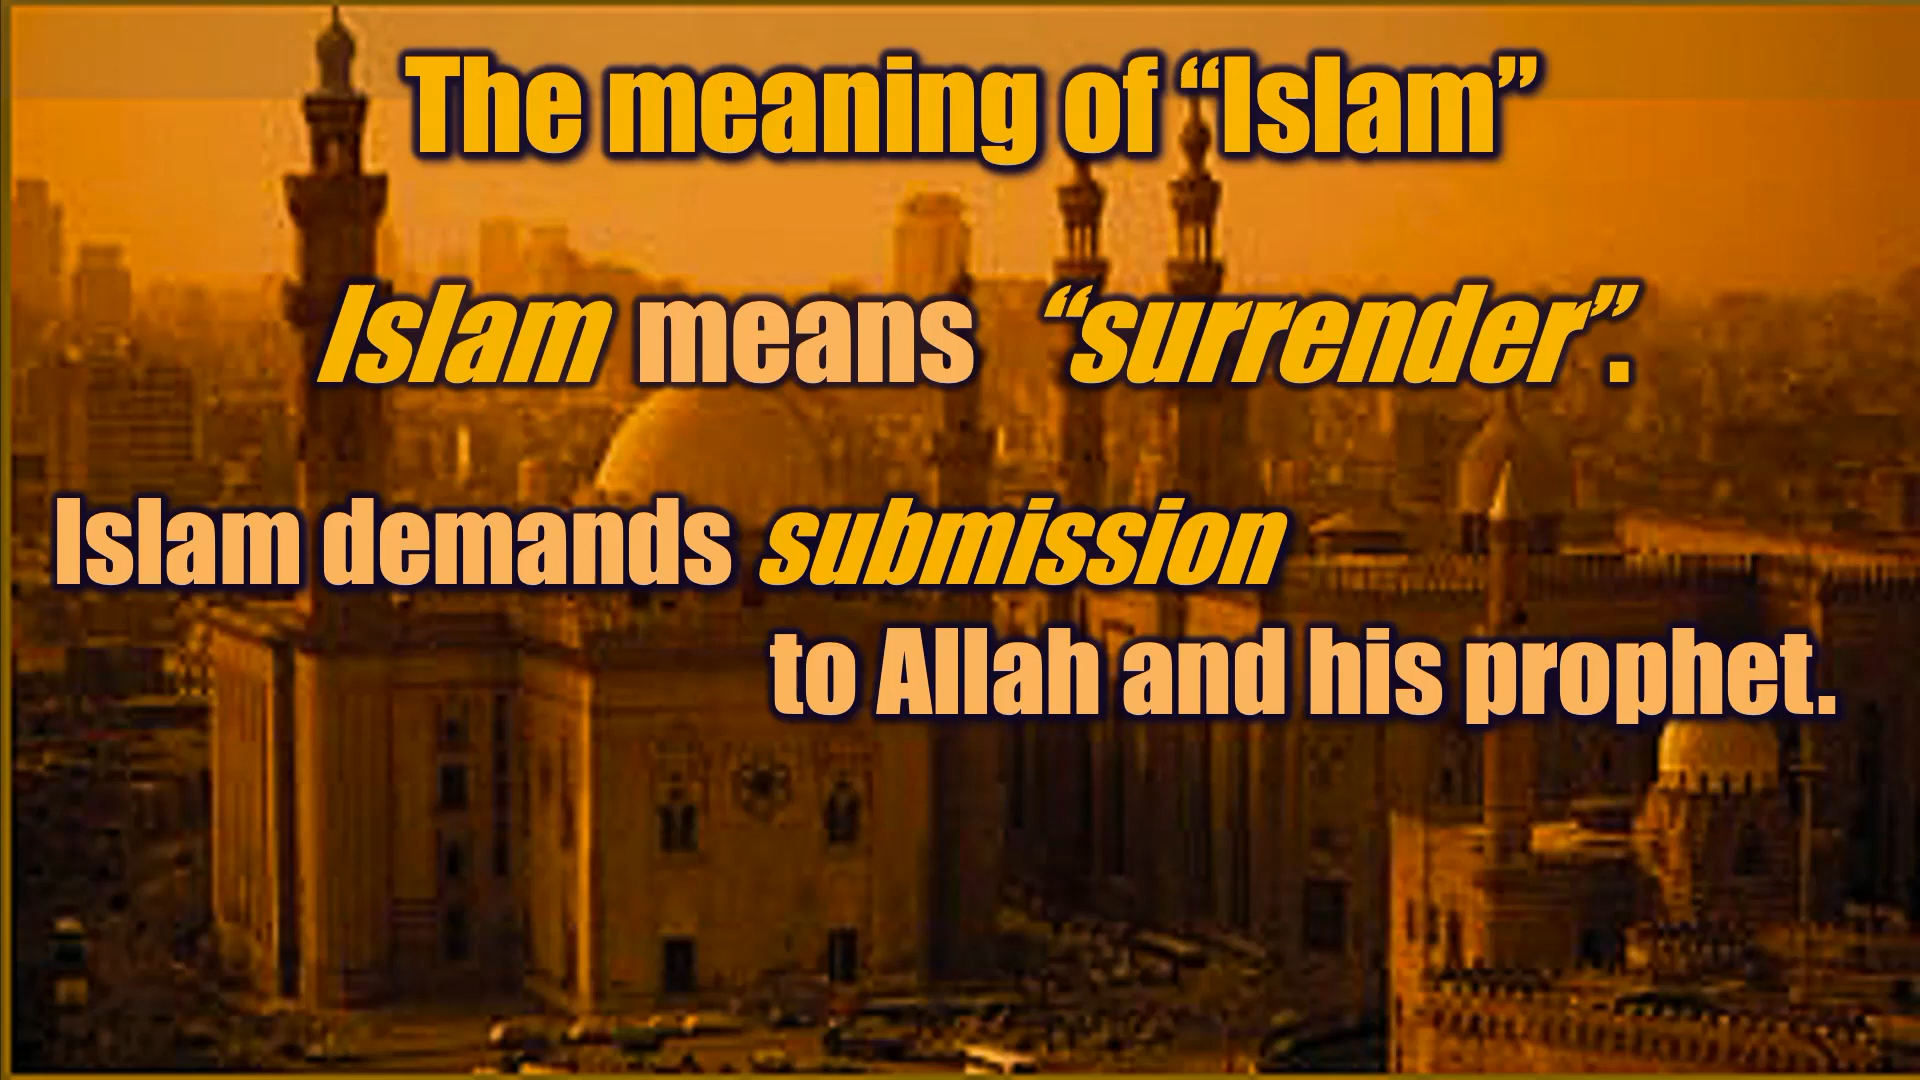 The meaning of “Islam”
Islam means “surrender”.
Islam demands submission
to Allah and his prophet.